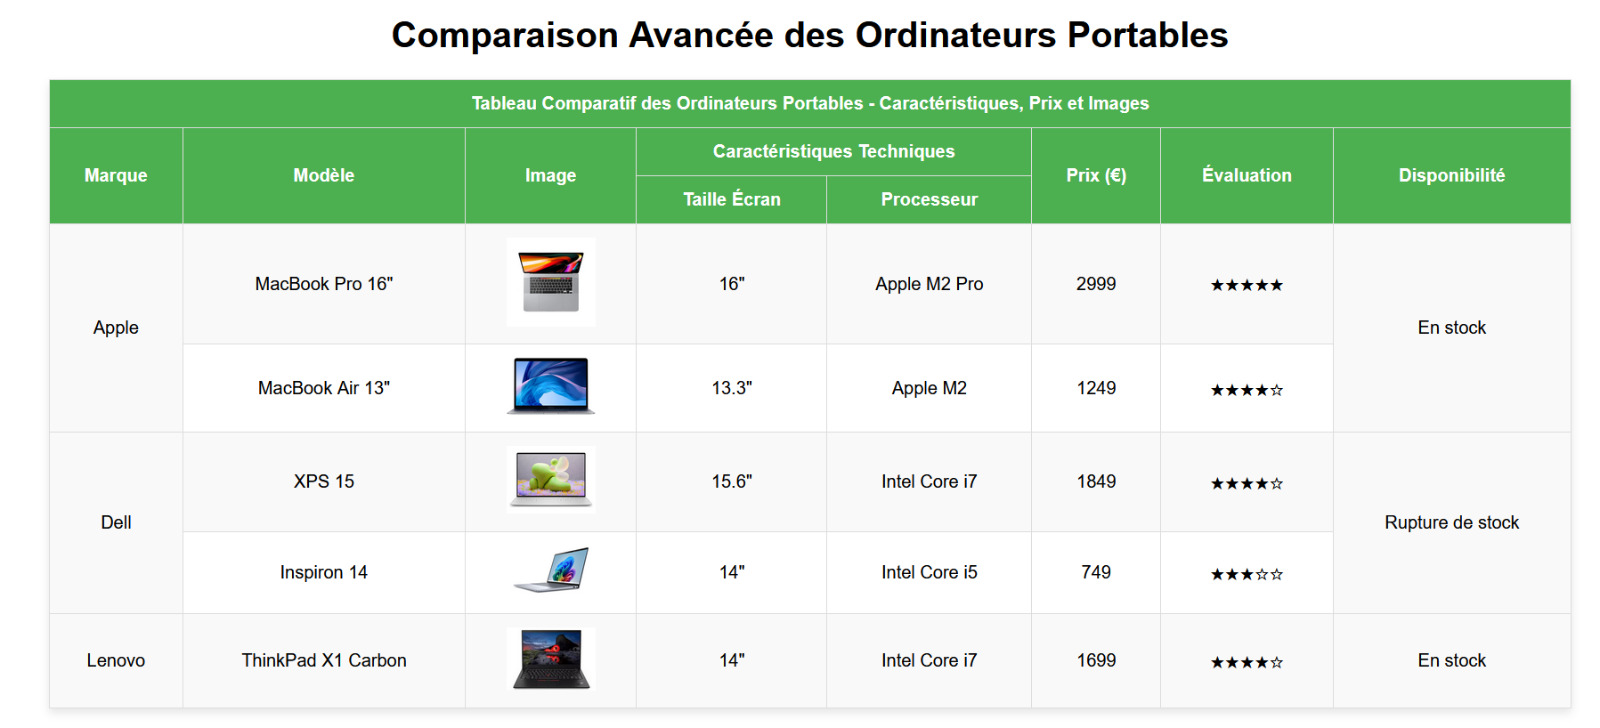 Comparaison Avancée des Ordinateurs Portables
Tableau Comparatif des Ordinateurs Portables - Caractéristiques, Prix et Images
Marque Modèle Image Caractéristiques Techniques Prix (€) Évaluation Disponibilité
Taille Écran Processeur
Apple MacBook Pro 16" 16" Apple M2 Pro 2999 ★★★★★ En stock
MacBook Air 13" 13.3" Apple M2 1249 ★★★★☆
Dell XPS 15 15.6" Intel Core i7 1849 ★★★★☆ Rupture de stock
Inspiron 14 14" Intel Core i5 749 ★★★☆☆
Lenovo ThinkPad X1 Carbon 14" Intel Core i7 1699 ★★★★☆ En stock